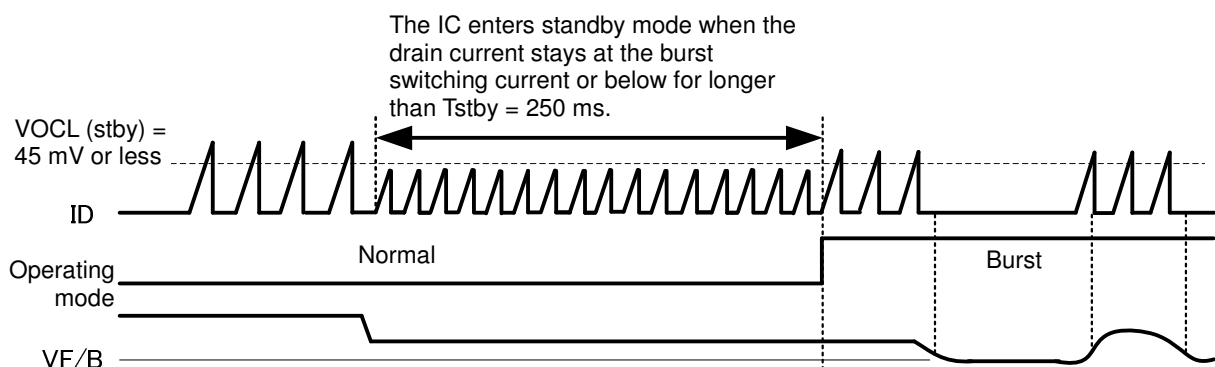 The IC enters standby mode when the
drain current stays at the burst
switching current or below for longer
than Tstby = 250 ms.
VOCL (stby) =
45 mV or less
ID
Normal
Burst
Operating
mode
VF/B